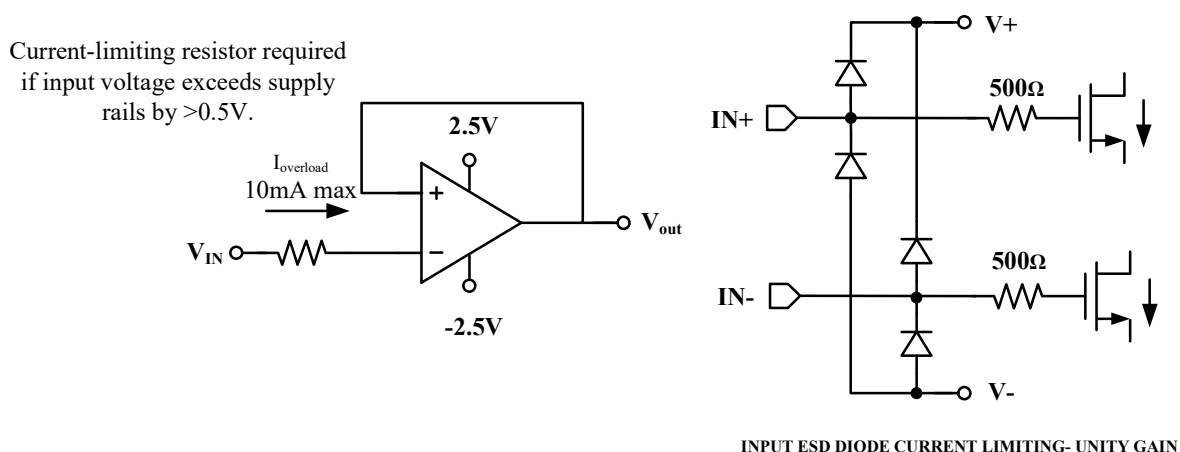 Current-limiting resistor required
if input voltage exceeds supply
rails by >0.5V.
I_overload
10mA max
2.5V
+
−
V_IN
V_out
-2.5V
V+
500Ω
IN+
500Ω
IN-
V-
INPUT ESD DIODE CURRENT LIMITING- UNITY GAIN